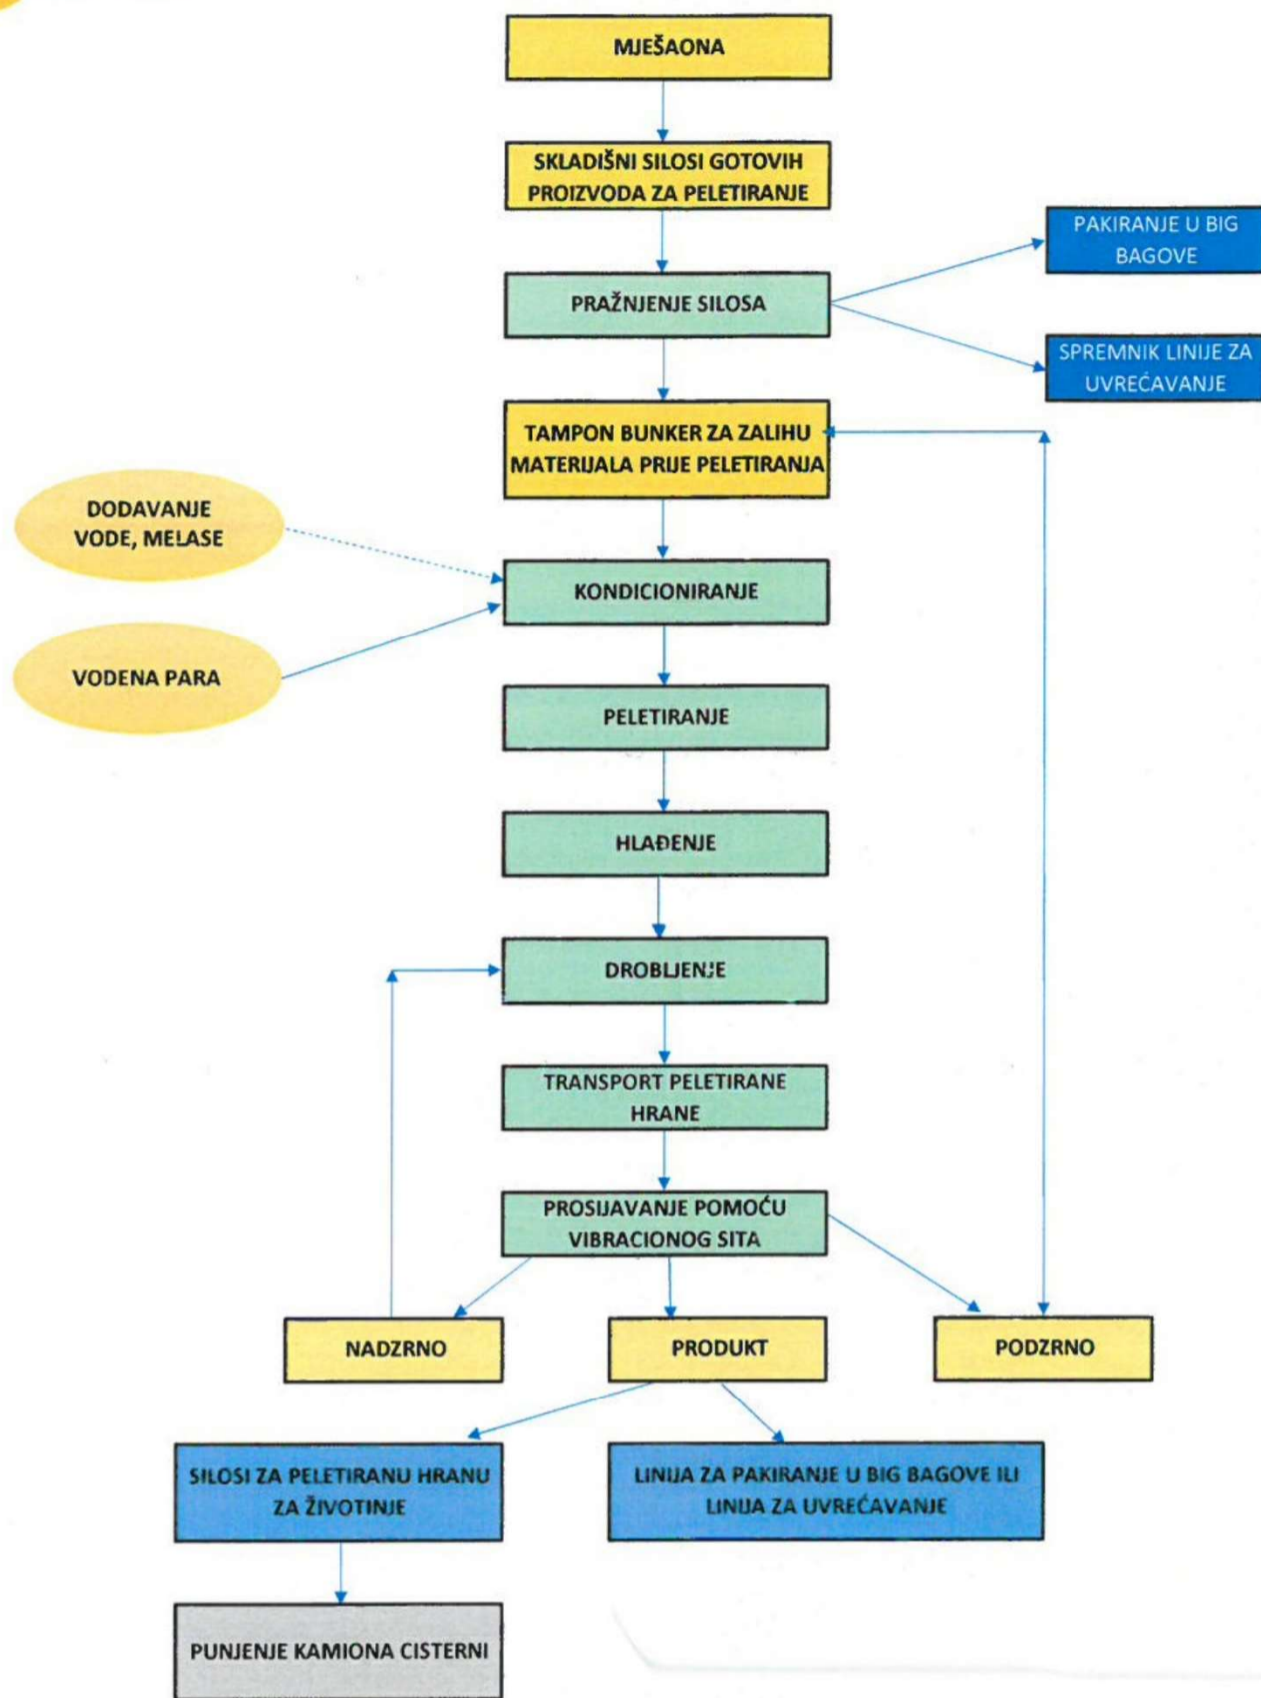 MJEŠAONA
SKLADIŠNI SILOSI GOTOVIH
PROIZVODA ZA PELETIRANJE
PRAŽNJENJE SILOSA
PAKIRANJE U BIG
BAGOVE
SPREMNIK LINIJE ZA
UVREĆAVANJE
TAMPON BUNKER ZA ZALIHU
MATERIJALA PRIJE PELETIRANJA
DODAVANJE
VODE, MELASE
KONDICIONIRANJE
VODENA PARA
PELETIRANJE
HLAĐENJE
DROBLJENJE
TRANSPORT PELETIRANE
HRANE
PROSIJAVANJE POMOĆU
VIBRACIONOG SITA
NADZRNO
PRODUKT
PODZRNO
SILOSI ZA PELETIRANU HRANU
ZA ŽIVOTINJE
LINIJA ZA PAKIRANJE U BIG BAGOVE ILI
LINIJA ZA UVREĆAVANJE
PUNJENJE KAMIONA CISTERNI